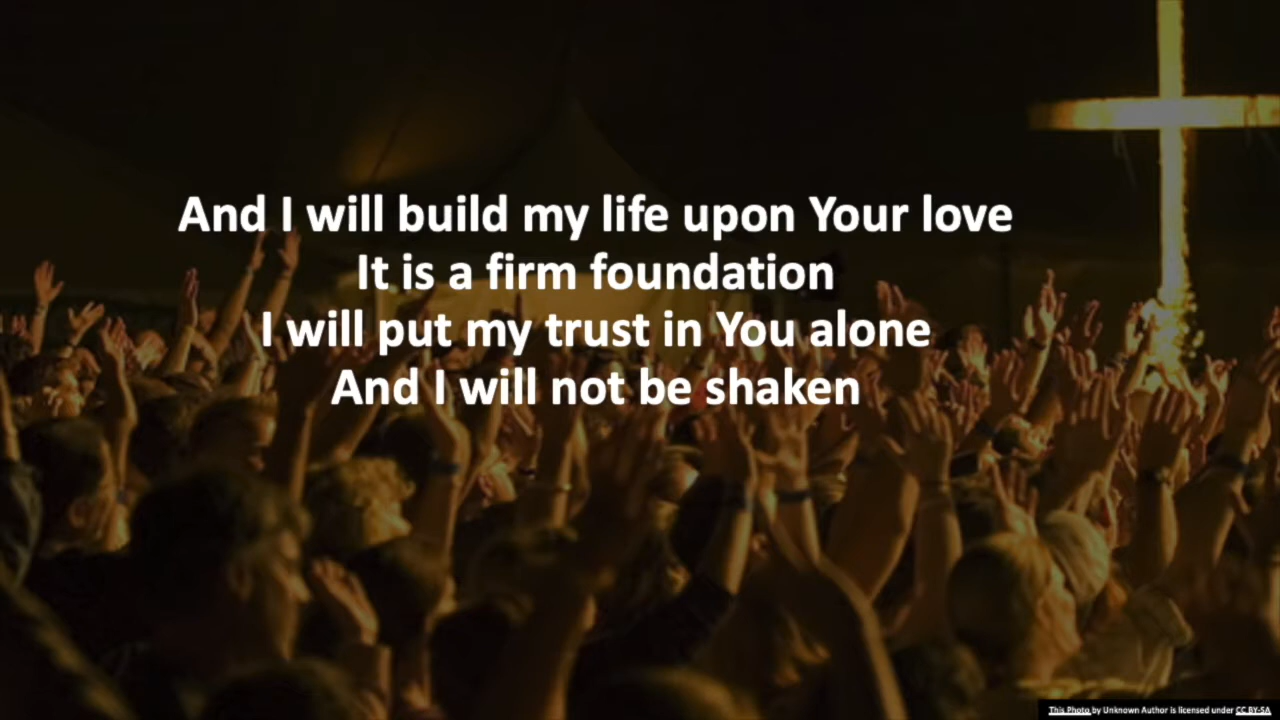 And I will build my life upon Your love
It is a firm foundation
I will put my trust in You alone
And I will not be shaken
This Photo by Unknown Author is licensed under CC BY-SA